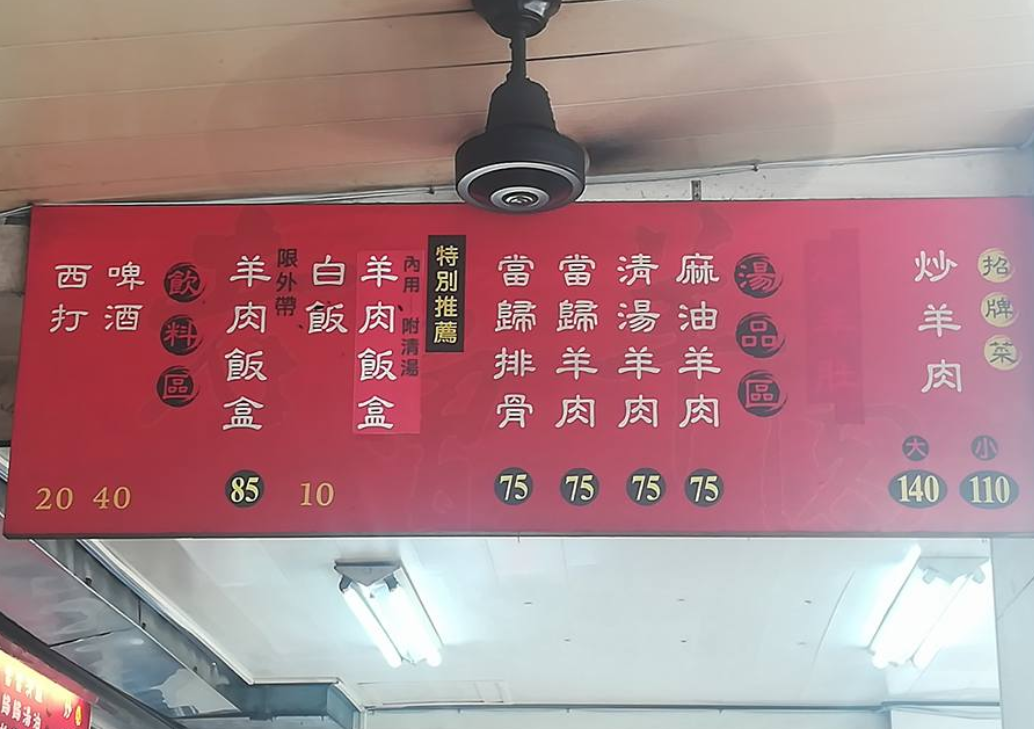 招牌菜
炒羊肉
小 110
大 140
湯品區
麻油羊肉 75
清湯羊肉 75
當歸羊肉 75
當歸排骨 75
特別推薦
內用、附清湯
羊肉飯盒
白飯 10
限外帶、
羊肉飯盒 85
飲料區
啤酒 40
西打 20